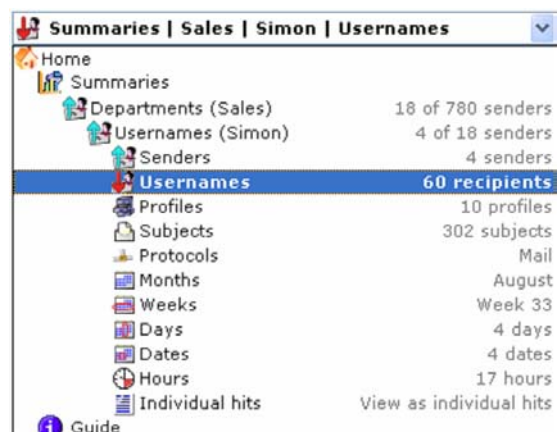 Summaries | Sales | Simon | Usernames
Home
Summaries
Departments (Sales) 18 of 780 senders
Usernames (Simon) 4 of 18 senders
Senders 4 senders
Usernames 60 recipients
Profiles 10 profiles
Subjects 302 subjects
Protocols Mail
Months August
Weeks Week 33
Days 4 days
Dates 4 dates
Hours 17 hours
Individual hits View as individual hits
Guide